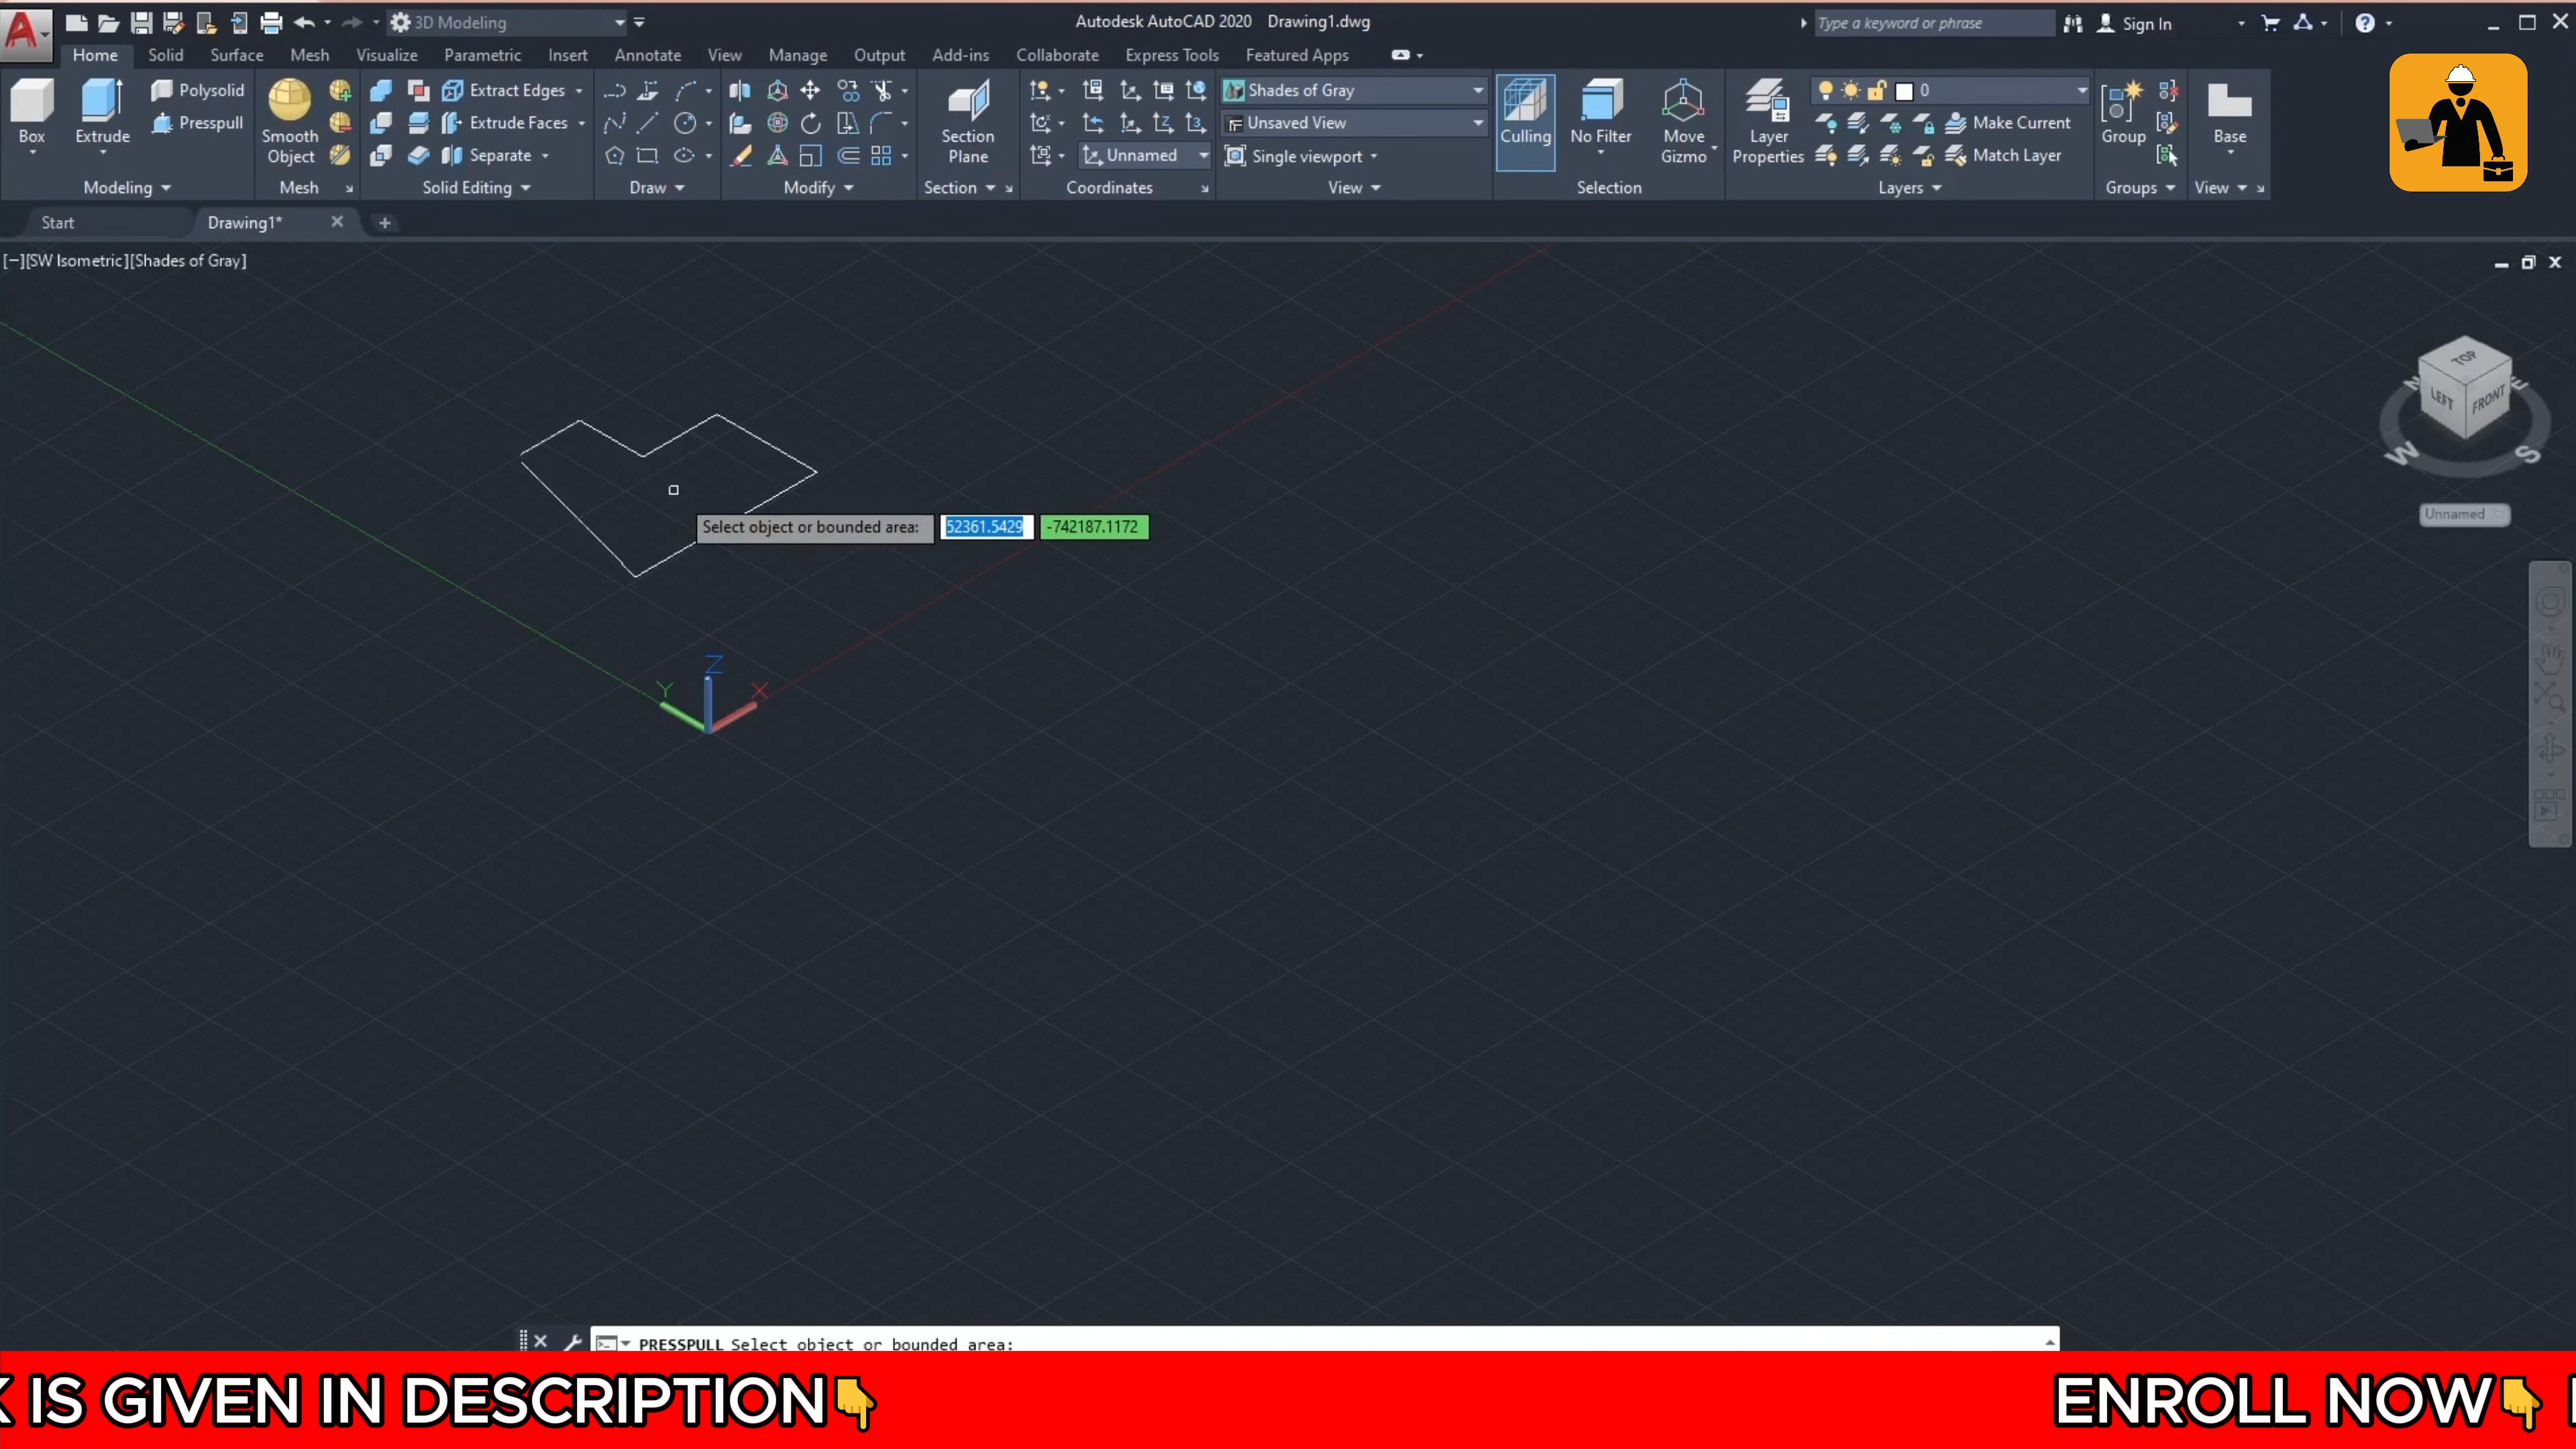 3D Modeling
Autodesk AutoCAD 2020 Drawing1.dwg
Type a keyword or phrase
Sign In
Home Solid Surface Mesh Visualize Parametric Insert Annotate View Manage Output Add-ins Collaborate Express Tools Featured Apps
Box
Extrude
Polysolid
Presspull
Smooth Object
Extract Edges
Extrude Faces
Separate
Section Plane
Unnamed
Shades of Gray
Unsaved View
Single viewport
Culling
No Filter
Move Gizmo
Layer Properties
0
Make Current
Match Layer
Group
Base
Modeling Mesh Solid Editing Draw Modify Section Coordinates View Selection Layers Groups View
Start Drawing1*
[−][SW Isometric][Shades of Gray]
TOP
N E
LEFT FRONT
W S
Select object or bounded area: 52361.5429 -742187.1172
Unnamed
Z
Y X
PRESSPULL Select object or bounded area:
K IS GIVEN IN DESCRIPTION👇 ENROLL NOW👇